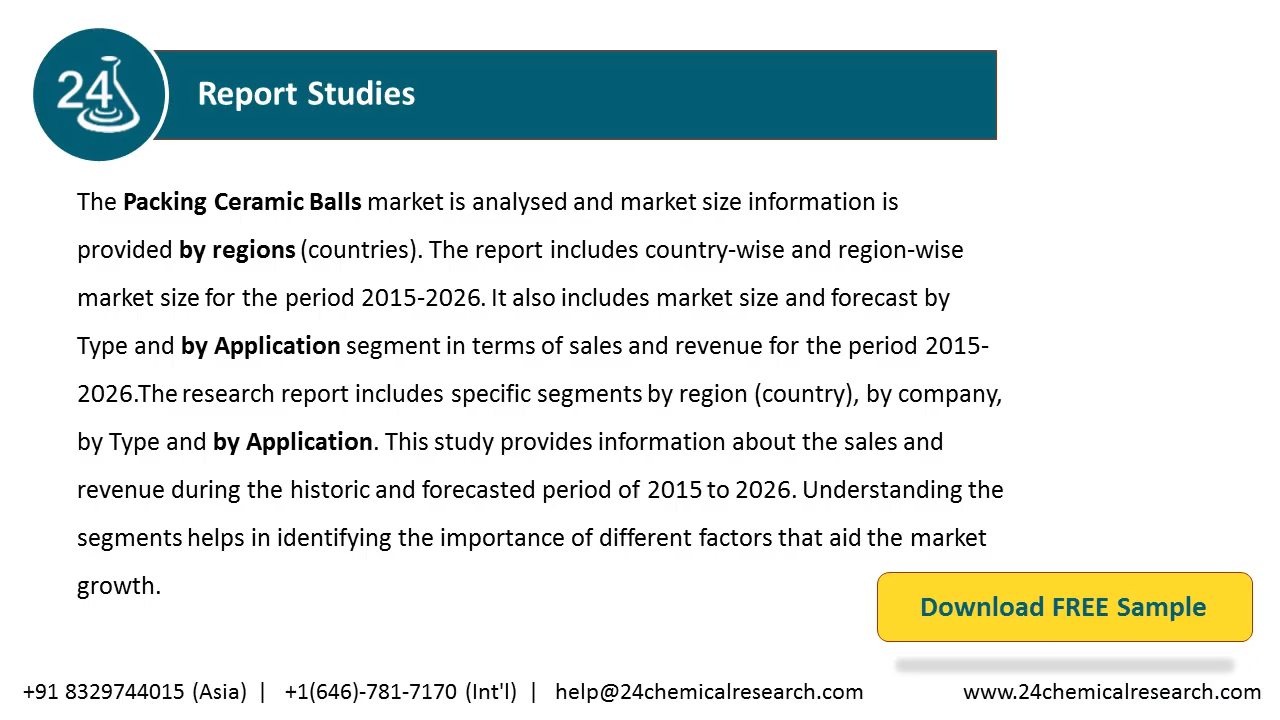 24
Report Studies
The Packing Ceramic Balls market is analysed and market size information is
provided by regions (countries). The report includes country-wise and region-wise
market size for the period 2015-2026. It also includes market size and forecast by
Type and by Application segment in terms of sales and revenue for the period 2015-
2026.The research report includes specific segments by region (country), by company,
by Type and by Application. This study provides information about the sales and
revenue during the historic and forecasted period of 2015 to 2026. Understanding the
segments helps in identifying the importance of different factors that aid the market
growth.
Download FREE Sample
+91 8329744015 (Asia) | +1(646)-781-7170 (Int'l) | help@24chemicalresearch.com www.24chemicalresearch.com